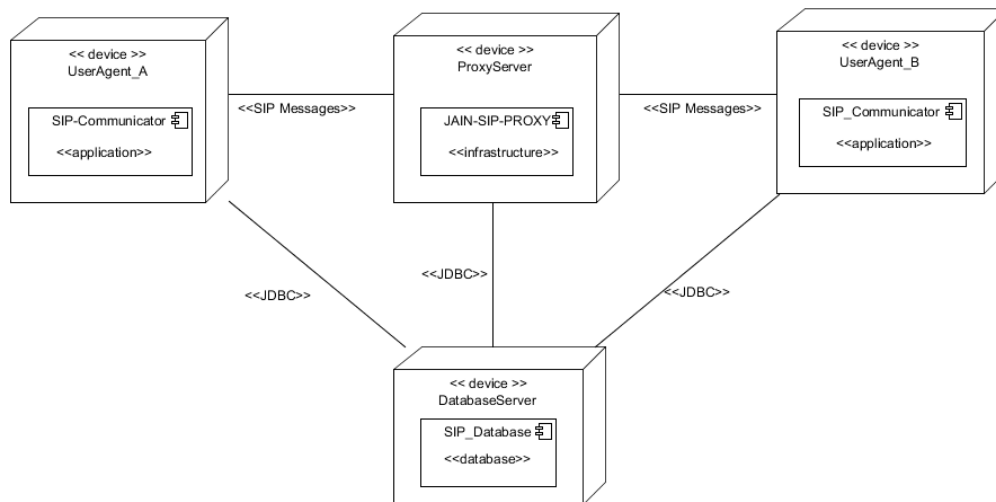 << device >>
UserAgent_A
SIP-Communicator
<<application>>
<<SIP Messages>>
<< device >>
ProxyServer
JAIN-SIP-PROXY
<<infrastructure>>
<<SIP Messages>>
<< device >>
UserAgent_B
SIP_Communicator
<<application>>
<<JDBC>>
<<JDBC>>
<<JDBC>>
<< device >>
DatabaseServer
SIP_Database
<<database>>